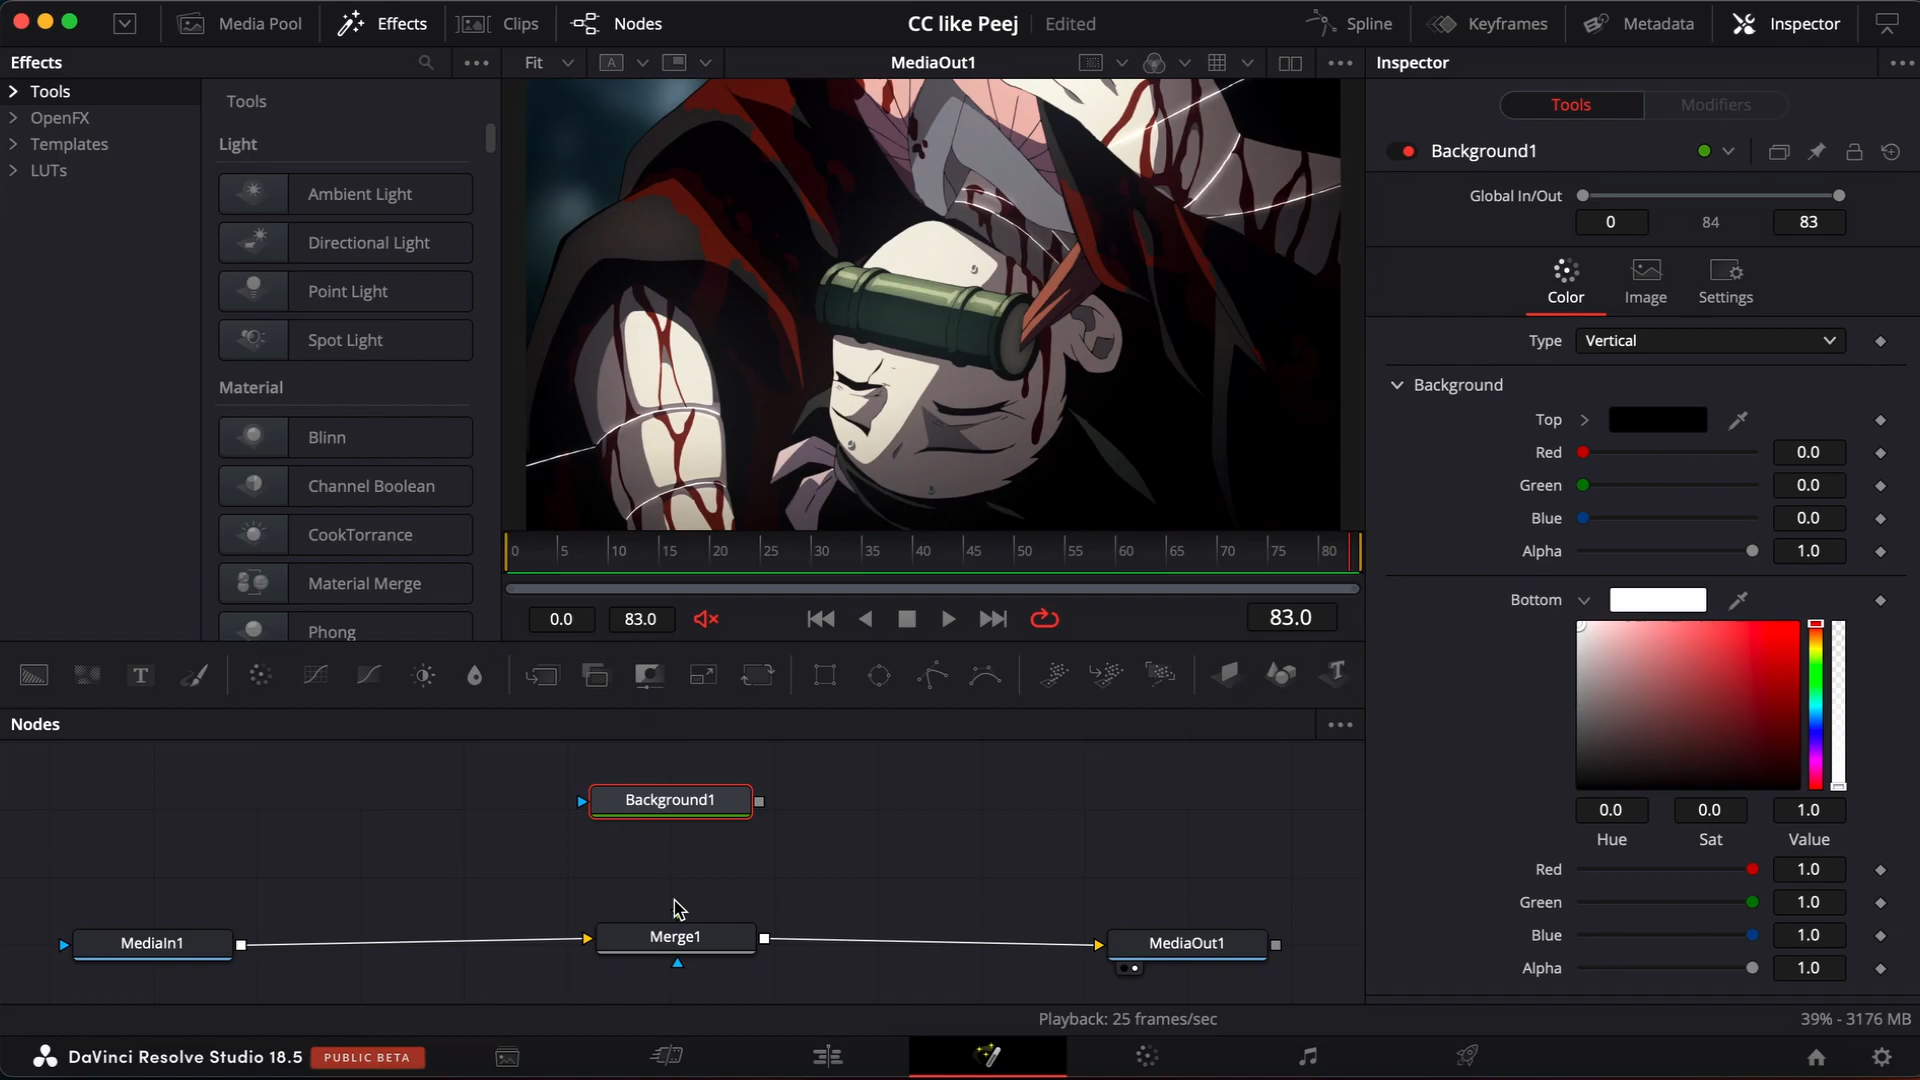 Media Pool Effects Clips Nodes CC like Peej Edited Spline Keyframes Metadata Inspector
Effects Fit A MediaOut1 Inspector
Tools
OpenFX
Templates
LUTs
Tools
Light
Ambient Light
Directional Light
Point Light
Spot Light
Material
Blinn
Channel Boolean
CookTorrance
Material Merge
Phong
0 5 10 15 20 25 30 35 40 45 50 55 60 65 70 75 80
0.0 83.0 83.0
T T
Nodes
Background1
MediaIn1 Merge1 MediaOut1
Tools Modifiers
Background1
Global In/Out
0 84 83
Color Image Settings
Type Vertical
Background
Top
Red 0.0
Green 0.0
Blue 0.0
Alpha 1.0
Bottom
0.0 0.0 1.0
Hue Sat Value
Red 1.0
Green 1.0
Blue 1.0
Alpha 1.0
Playback: 25 frames/sec 39% - 3176 MB
DaVinci Resolve Studio 18.5 PUBLIC BETA